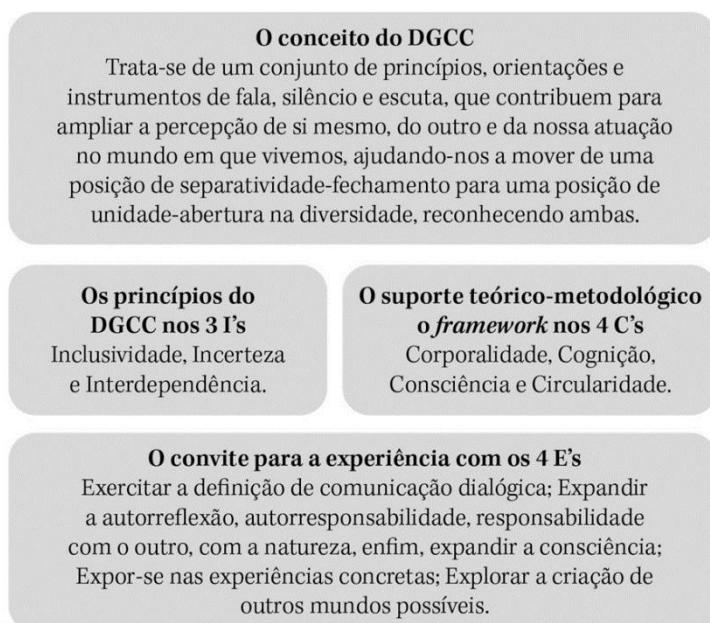 O conceito do DGCC
Trata-se de um conjunto de princípios, orientações e
instrumentos de fala, silêncio e escuta, que contribuem para
ampliar a percepção de si mesmo, do outro e da nossa atuação
no mundo em que vivemos, ajudando-nos a mover de uma
posição de separatividade-fechamento para uma posição de
unidade-abertura na diversidade, reconhecendo ambas.
Os princípios do
DGCC nos 3 I’s
Inclusividade, Incerteza
e Interdependência.
O suporte teórico-metodológico
o framework nos 4 C’s
Corporalidade, Cognição,
Consciência e Circularidade.
O convite para a experiência com os 4 E’s
Exercitar a definição de comunicação dialógica; Expandir
a autorreflexão, autorresponsabilidade, responsabilidade
com o outro, com a natureza, enfim, expandir a consciência;
Expor-se nas experiências concretas; Explorar a criação de
outros mundos possíveis.